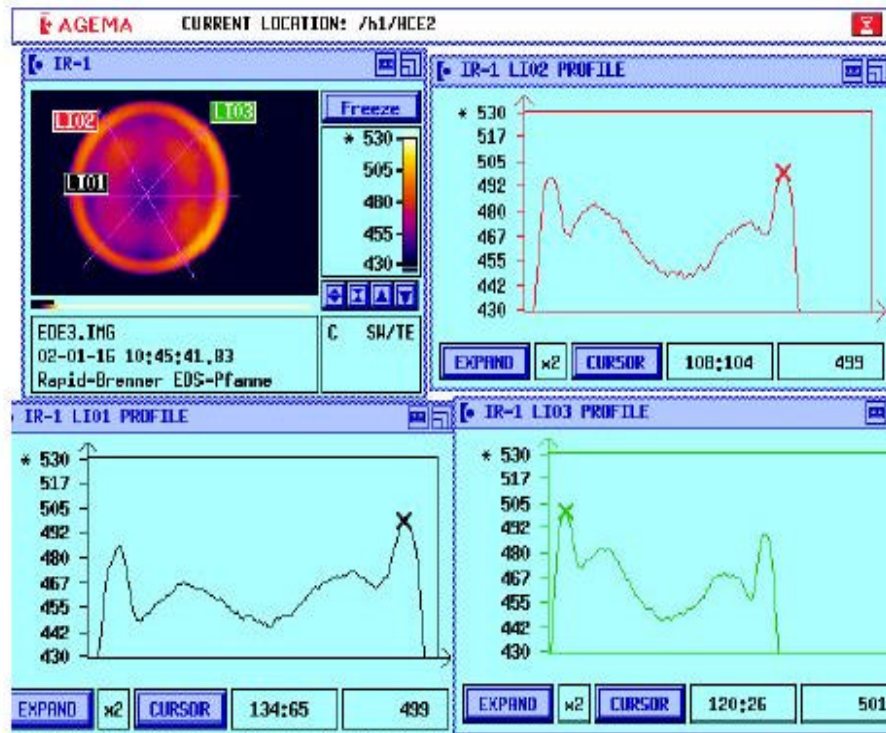 AGEMA CURRENT LOCATION: /h1/HCE2
IR-1
LI02
LI03
LI01
Freeze
* 530
505
480
455
430
EDE3.IMG
02-01-16 10:45:41.83
Rapid-Brenner EDS-Pfanne
C SW/TE
IR-1 LI02 PROFILE
* 530
517
505
492
480
467
455
442
430
EXPAND x2 CURSOR 108:104 499
IR-1 LI01 PROFILE
* 530
517
505
492
480
467
455
442
430
EXPAND x2 CURSOR 134:65 499
IR-1 LI03 PROFILE
* 530
517
505
492
480
467
455
442
430
EXPAND x2 CURSOR 120:26 501